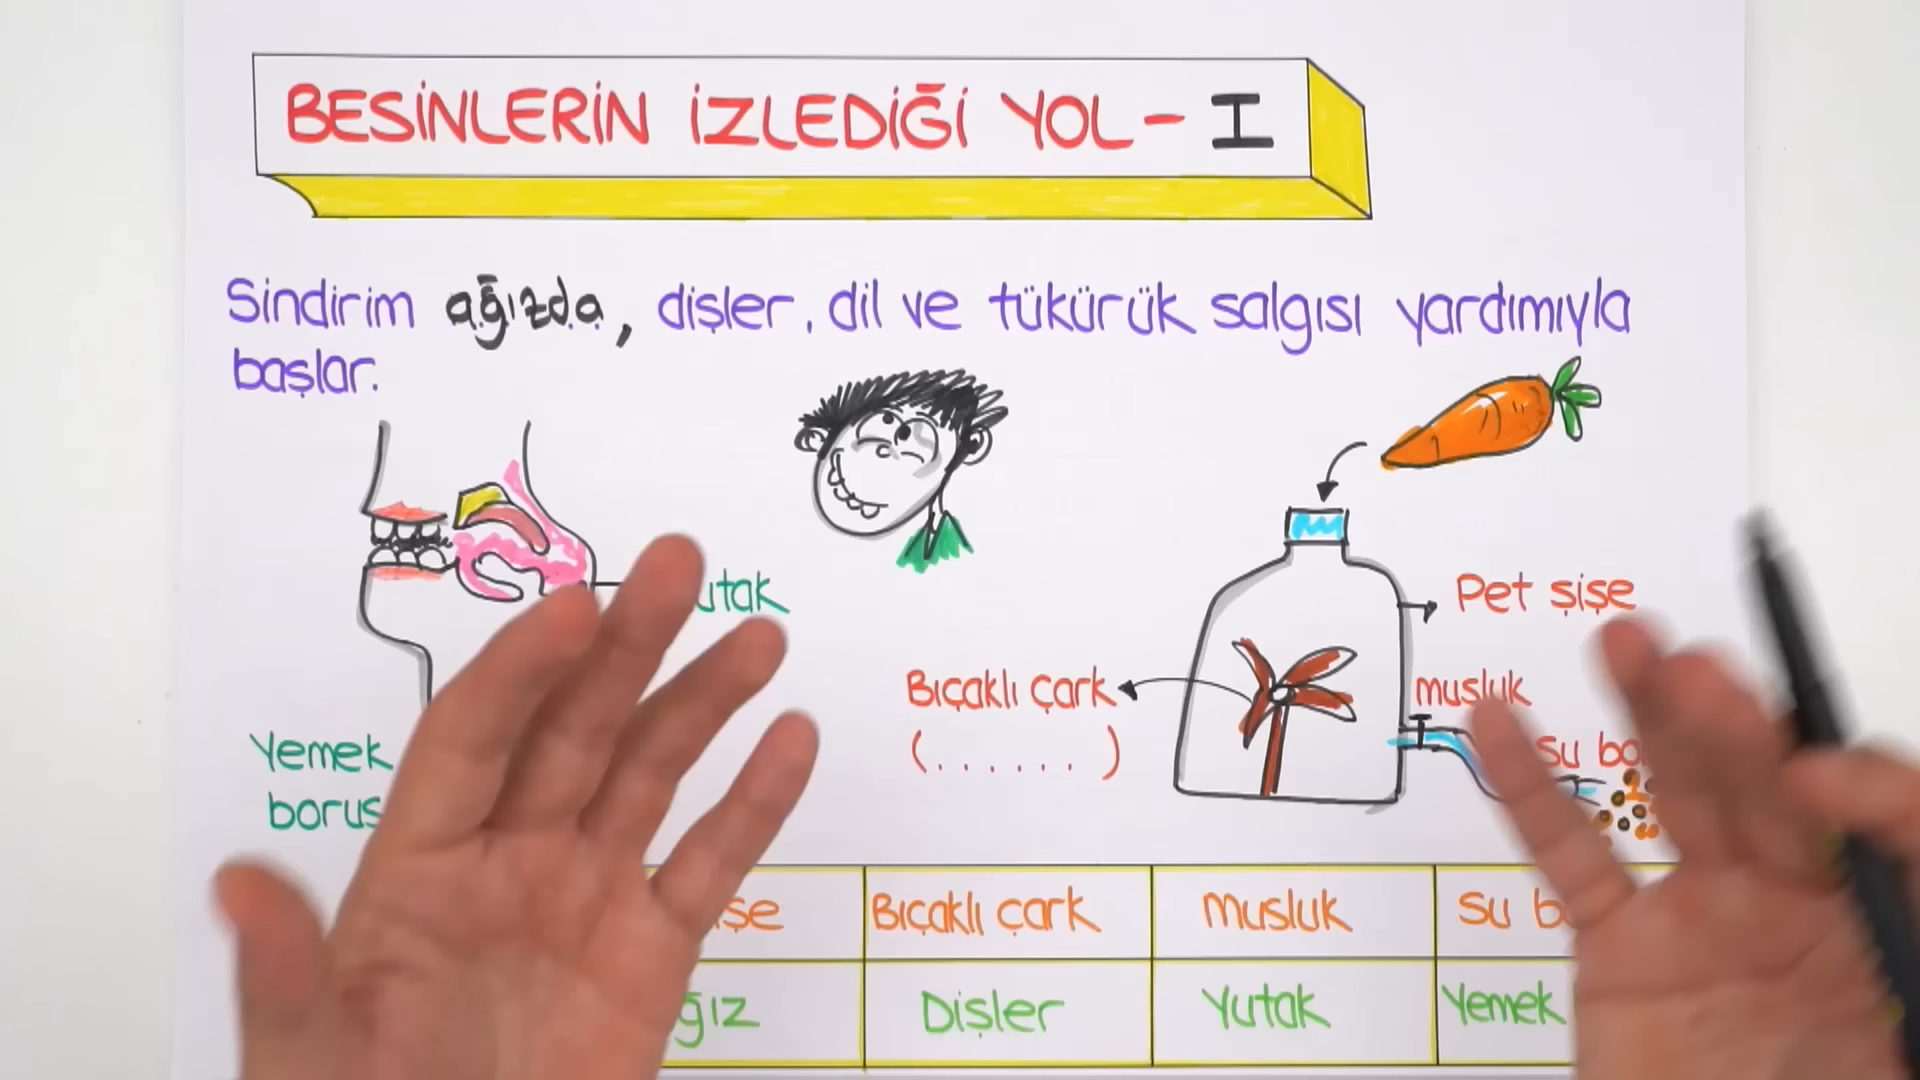 BESİNLERİN İZLEDİĞİ YOL - I
Sindirim ağızda, dişler, dil ve tükürük salgısı yardımıyla
başlar.
Pet şişe
Bıçaklı çark
musluk
(......)
Yemek
Bıçaklı çark
musluk
su
Dişler
Yutak
Yemek